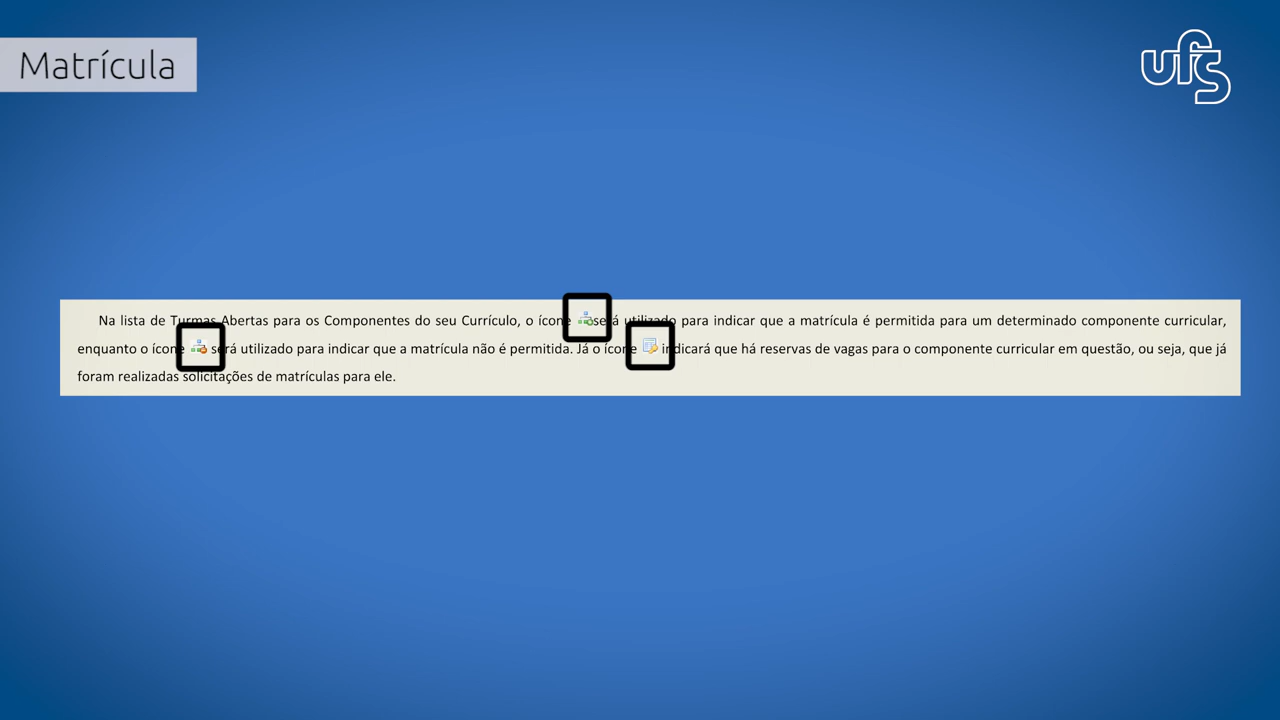 Matrícula
ufs
Na lista de Turmas Abertas para os Componentes do seu Currículo, o ícone será utilizado para indicar que a matrícula é permitida para um determinado componente curricular,
enquanto o ícone será utilizado para indicar que a matrícula não é permitida. Já o ícone indicará que há reservas de vagas para o componente curricular em questão, ou seja, que já
foram realizadas solicitações de matrículas para ele.